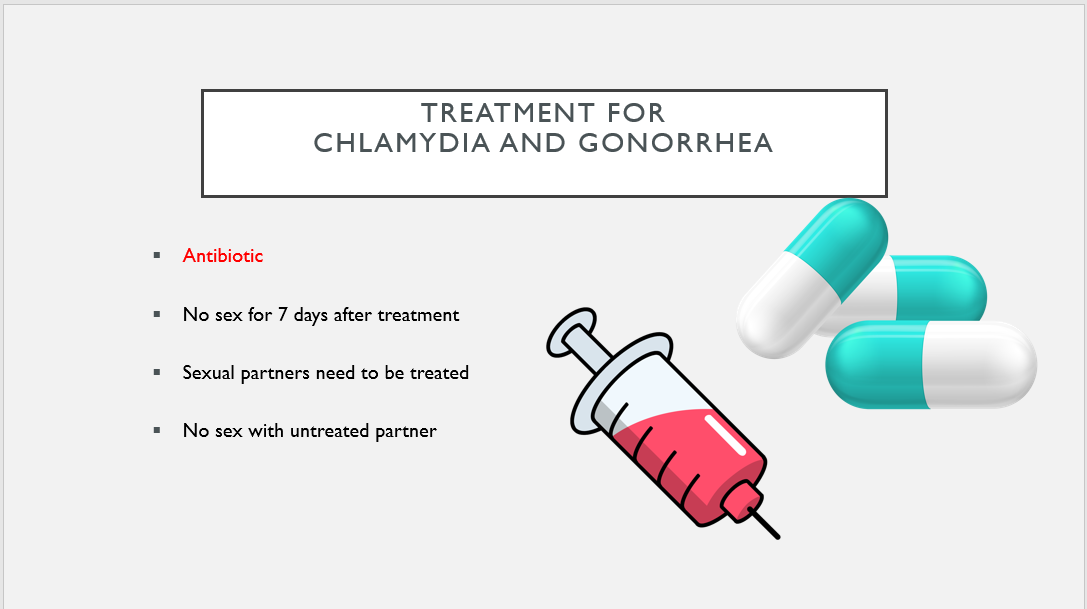 TREATMENT FOR
CHLAMYDIA AND GONORRHEA
Antibiotic
No sex for 7 days after treatment
Sexual partners need to be treated
No sex with untreated partner